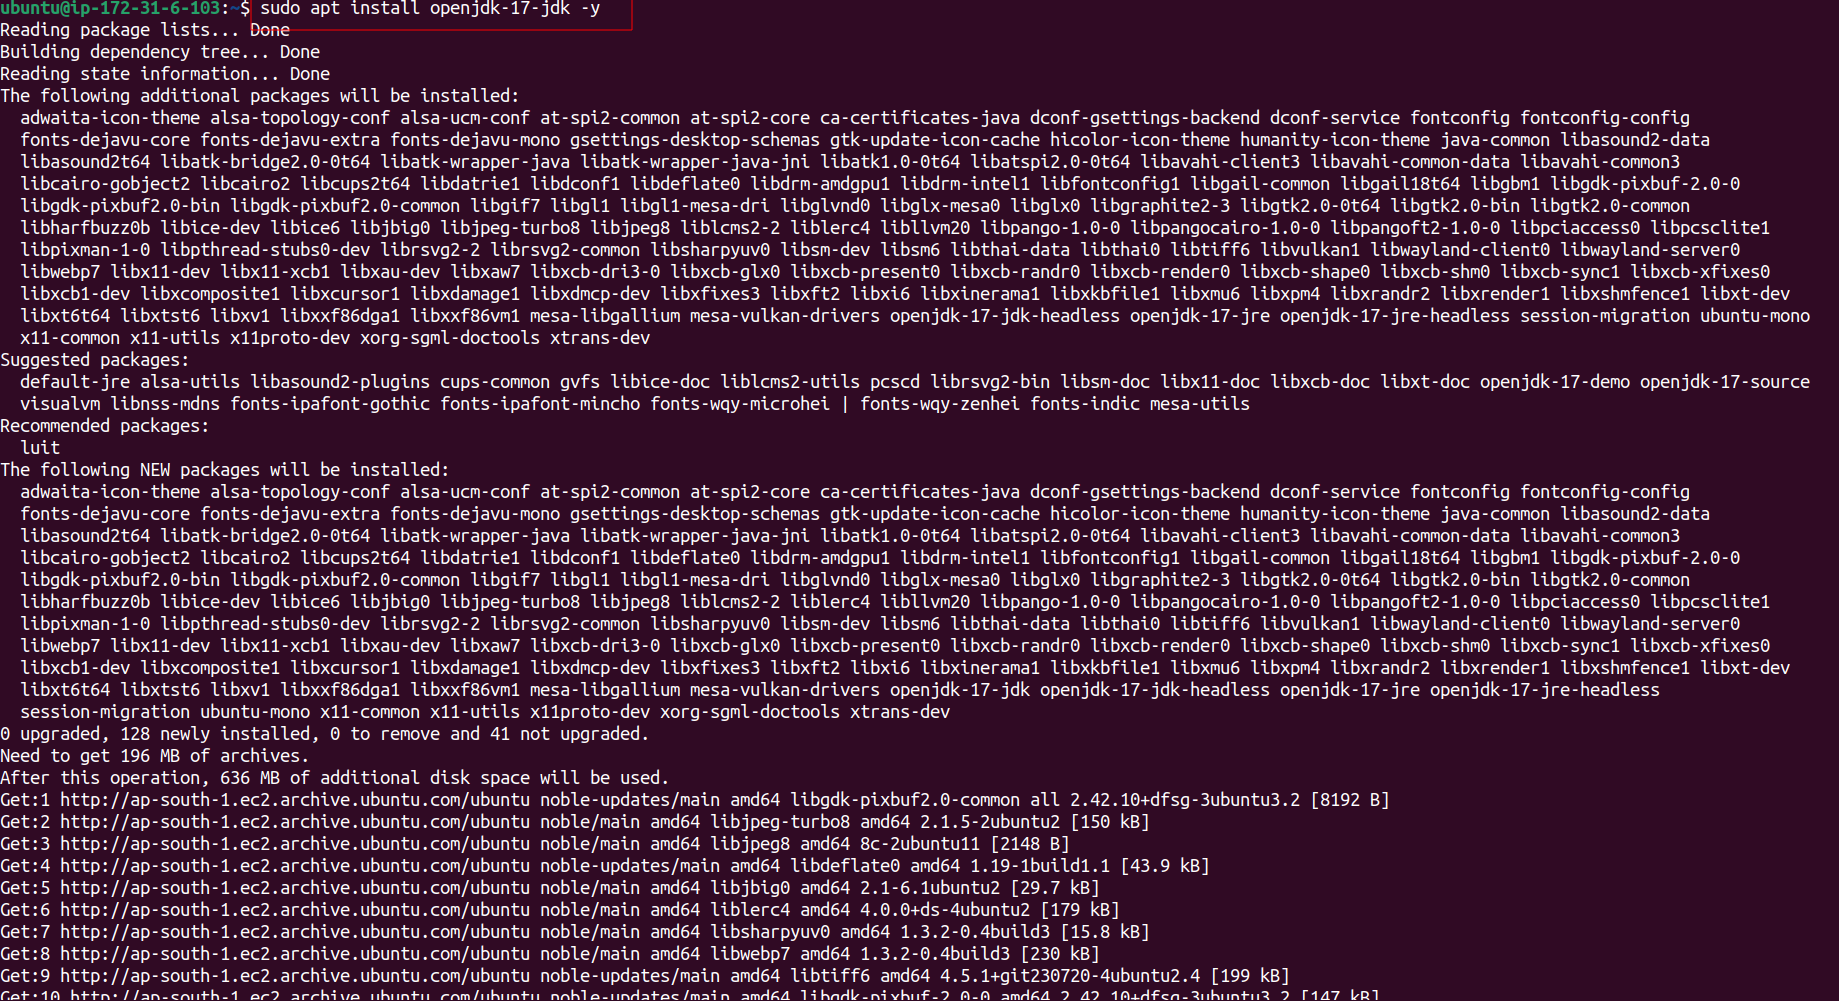 ubuntu@ip-172-31-6-103:~$ sudo apt install openjdk-17-jdk -y
Reading package lists... Done
Building dependency tree... Done
Reading state information... Done
The following additional packages will be installed:
  adwaita-icon-theme alsa-topology-conf alsa-ucm-conf at-spi2-common at-spi2-core ca-certificates-java dconf-gsettings-backend dconf-service fontconfig fontconfig-config
  fonts-dejavu-core fonts-dejavu-extra fonts-dejavu-mono gsettings-desktop-schemas gtk-update-icon-cache hicolor-icon-theme humanity-icon-theme java-common libasound2-data
  libasound2t64 libatk-bridge2.0-0t64 libatk-wrapper-java libatk-wrapper-java-jni libatk1.0-0t64 libatspi2.0-0t64 libavahi-client3 libavahi-common-data libavahi-common3
  libcairo-gobject2 libcairo2 libcups2t64 libdatrie1 libdconf1 libdeflate0 libdrm-amdgpu1 libdrm-intel1 libfontconfig1 libgail-common libgail18t64 libgbm1 libgdk-pixbuf-2.0-0
  libgdk-pixbuf2.0-bin libgdk-pixbuf2.0-common libgif7 libgl1 libgl1-mesa-dri libglvnd0 libglx-mesa0 libglx0 libgraphite2-3 libgtk2.0-0t64 libgtk2.0-bin libgtk2.0-common
  libharfbuzz0b libice-dev libice6 libjbig0 libjpeg-turbo8 libjpeg8 liblcms2-2 liblerc4 libllvm20 libpango-1.0-0 libpangocairo-1.0-0 libpangoft2-1.0-0 libpciaccess0 libpcsclite1
  libpixman-1-0 libpthread-stubs0-dev librsvg2-2 librsvg2-common libsharpyuv0 libsm-dev libsm6 libthai-data libthai0 libtiff6 libvulkan1 libwayland-client0 libwayland-server0
  libwebp7 libx11-dev libx11-xcb1 libxau-dev libxaw7 libxcb-dri3-0 libxcb-glx0 libxcb-present0 libxcb-randr0 libxcb-render0 libxcb-shape0 libxcb-shm0 libxcb-sync1 libxcb-xfixes0
  libxcb1-dev libxcomposite1 libxcursor1 libxdamage1 libxdmcp-dev libxfixes3 libxft2 libxi6 libxinerama1 libxkbfile1 libxmu6 libxpm4 libxrandr2 libxrender1 libxshmfence1 libxt-dev
  libxt6t64 libxtst6 libxv1 libxxf86dga1 libxxf86vm1 mesa-libgallium mesa-vulkan-drivers openjdk-17-jdk-headless openjdk-17-jre openjdk-17-jre-headless session-migration ubuntu-mono
  x11-common x11-utils x11proto-dev xorg-sgml-doctools xtrans-dev
Suggested packages:
  default-jre alsa-utils libasound2-plugins cups-common gvfs libice-doc liblcms2-utils pcscd librsvg2-bin libsm-doc libx11-doc libxcb-doc libxt-doc openjdk-17-demo openjdk-17-source
  visualvm libnss-mdns fonts-ipafont-gothic fonts-ipafont-mincho fonts-wqy-microhei | fonts-wqy-zenhei fonts-indic mesa-utils
Recommended packages:
  luit
The following NEW packages will be installed:
  adwaita-icon-theme alsa-topology-conf alsa-ucm-conf at-spi2-common at-spi2-core ca-certificates-java dconf-gsettings-backend dconf-service fontconfig fontconfig-config
  fonts-dejavu-core fonts-dejavu-extra fonts-dejavu-mono gsettings-desktop-schemas gtk-update-icon-cache hicolor-icon-theme humanity-icon-theme java-common libasound2-data
  libasound2t64 libatk-bridge2.0-0t64 libatk-wrapper-java libatk-wrapper-java-jni libatk1.0-0t64 libatspi2.0-0t64 libavahi-client3 libavahi-common-data libavahi-common3
  libcairo-gobject2 libcairo2 libcups2t64 libdatrie1 libdconf1 libdeflate0 libdrm-amdgpu1 libdrm-intel1 libfontconfig1 libgail-common libgail18t64 libgbm1 libgdk-pixbuf-2.0-0
  libgdk-pixbuf2.0-bin libgdk-pixbuf2.0-common libgif7 libgl1 libgl1-mesa-dri libglvnd0 libglx-mesa0 libglx0 libgraphite2-3 libgtk2.0-0t64 libgtk2.0-bin libgtk2.0-common
  libharfbuzz0b libice-dev libice6 libjbig0 libjpeg-turbo8 libjpeg8 liblcms2-2 liblerc4 libllvm20 libpango-1.0-0 libpangocairo-1.0-0 libpangoft2-1.0-0 libpciaccess0 libpcsclite1
  libpixman-1-0 libpthread-stubs0-dev librsvg2-2 librsvg2-common libsharpyuv0 libsm-dev libsm6 libthai-data libthai0 libtiff6 libvulkan1 libwayland-client0 libwayland-server0
  libwebp7 libx11-dev libx11-xcb1 libxau-dev libxaw7 libxcb-dri3-0 libxcb-glx0 libxcb-present0 libxcb-randr0 libxcb-render0 libxcb-shape0 libxcb-shm0 libxcb-sync1 libxcb-xfixes0
  libxcb1-dev libxcomposite1 libxcursor1 libxdamage1 libxdmcp-dev libxfixes3 libxft2 libxi6 libxinerama1 libxkbfile1 libxmu6 libxpm4 libxrandr2 libxrender1 libxshmfence1 libxt-dev
  libxt6t64 libxtst6 libxv1 libxxf86dga1 libxxf86vm1 mesa-libgallium mesa-vulkan-drivers openjdk-17-jdk openjdk-17-jdk-headless openjdk-17-jre openjdk-17-jre-headless
  session-migration ubuntu-mono x11-common x11-utils x11proto-dev xorg-sgml-doctools xtrans-dev
0 upgraded, 128 newly installed, 0 to remove and 41 not upgraded.
Need to get 196 MB of archives.
After this operation, 636 MB of additional disk space will be used.
Get:1 http://ap-south-1.ec2.archive.ubuntu.com/ubuntu noble-updates/main amd64 libgdk-pixbuf2.0-common all 2.42.10+dfsg-3ubuntu3.2 [8192 B]
Get:2 http://ap-south-1.ec2.archive.ubuntu.com/ubuntu noble/main amd64 libjpeg-turbo8 amd64 2.1.5-2ubuntu2 [150 kB]
Get:3 http://ap-south-1.ec2.archive.ubuntu.com/ubuntu noble/main amd64 libjpeg8 amd64 8c-2ubuntu11 [2148 B]
Get:4 http://ap-south-1.ec2.archive.ubuntu.com/ubuntu noble-updates/main amd64 libdeflate0 amd64 1.19-1build1.1 [43.9 kB]
Get:5 http://ap-south-1.ec2.archive.ubuntu.com/ubuntu noble/main amd64 libjbig0 amd64 2.1-6.1ubuntu2 [29.7 kB]
Get:6 http://ap-south-1.ec2.archive.ubuntu.com/ubuntu noble/main amd64 liblerc4 amd64 4.0.0+ds-4ubuntu2 [179 kB]
Get:7 http://ap-south-1.ec2.archive.ubuntu.com/ubuntu noble/main amd64 libsharpyuv0 amd64 1.3.2-0.4build3 [15.8 kB]
Get:8 http://ap-south-1.ec2.archive.ubuntu.com/ubuntu noble/main amd64 libwebp7 amd64 1.3.2-0.4build3 [230 kB]
Get:9 http://ap-south-1.ec2.archive.ubuntu.com/ubuntu noble-updates/main amd64 libtiff6 amd64 4.5.1+git230720-4ubuntu2.4 [199 kB]
Get:10 http://ap-south-1.ec2.archive.ubuntu.com/ubuntu noble-updates/main amd64 libgdk-pixbuf-2.0-0 amd64 2.42.10+dfsg-3ubuntu3.2 [147 kB]